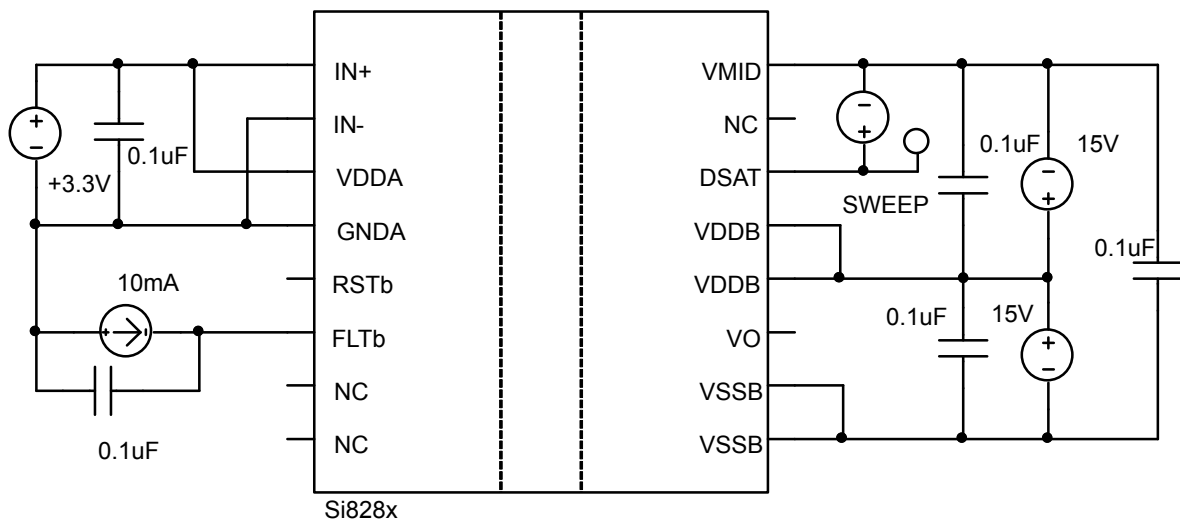 IN+
IN-
VDDA
GNDA
RSTb
FLTb
NC
NC
VMID
NC
DSAT
VDDB
VDDB
VO
VSSB
VSSB
+
-
+3.3V
0.1uF
10mA
+
-
0.1uF
-
+
SWEEP
0.1uF
15V
-
+
0.1uF
0.1uF
15V
+
-
Si828x